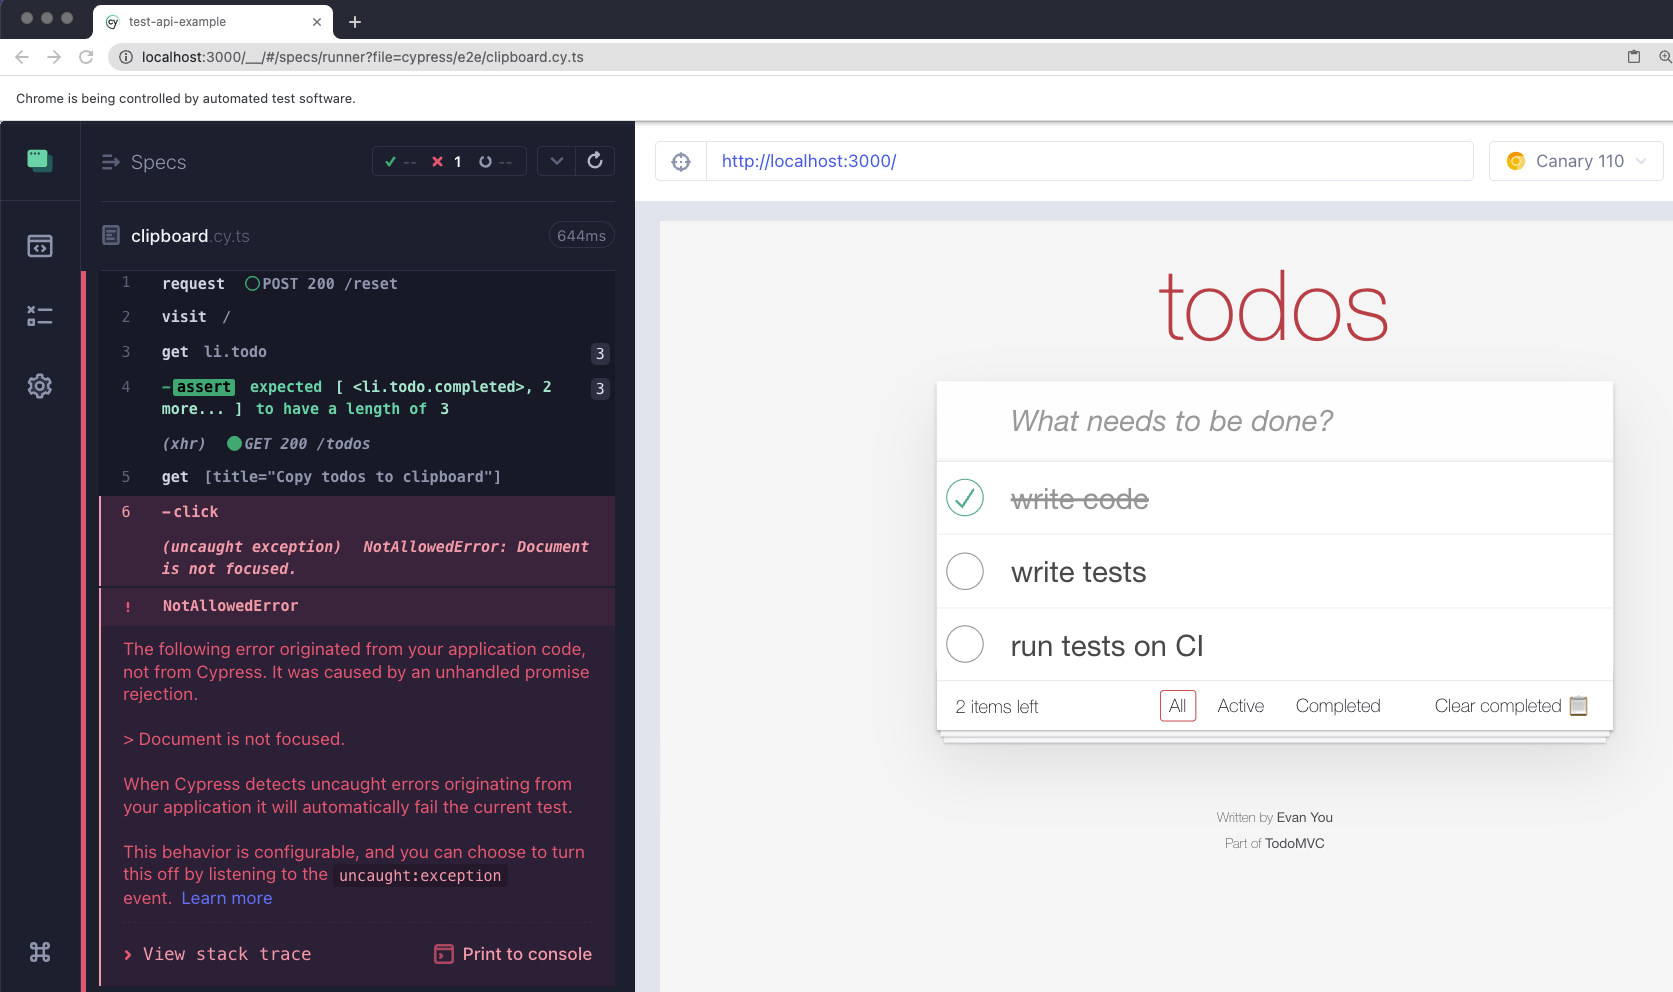 test-api-example
localhost:3000/__/#/specs/runner?file=cypress/e2e/clipboard.cy.ts
Chrome is being controlled by automated test software.
Specs
-- 1 --
clipboard.cy.ts 644ms
1 request POST 200 /reset
2 visit /
3 get li.todo 3
4 -assert expected [ <li.todo.completed>, 2 3
more... ] to have a length of 3
(xhr) GET 200 /todos
5 get [title="Copy todos to clipboard"]
6 -click
(uncaught exception) NotAllowedError: Document
is not focused.
! NotAllowedError
The following error originated from your application code,
not from Cypress. It was caused by an unhandled promise
rejection.
> Document is not focused.
When Cypress detects uncaught errors originating from
your application it will automatically fail the current test.
This behavior is configurable, and you can choose to turn
this off by listening to the uncaught:exception
event. Learn more
View stack trace Print to console
http://localhost:3000/ Canary 110
todos
What needs to be done?
write code
write tests
run tests on CI
2 items left All Active Completed Clear completed
Written by Evan You
Part of TodoMVC